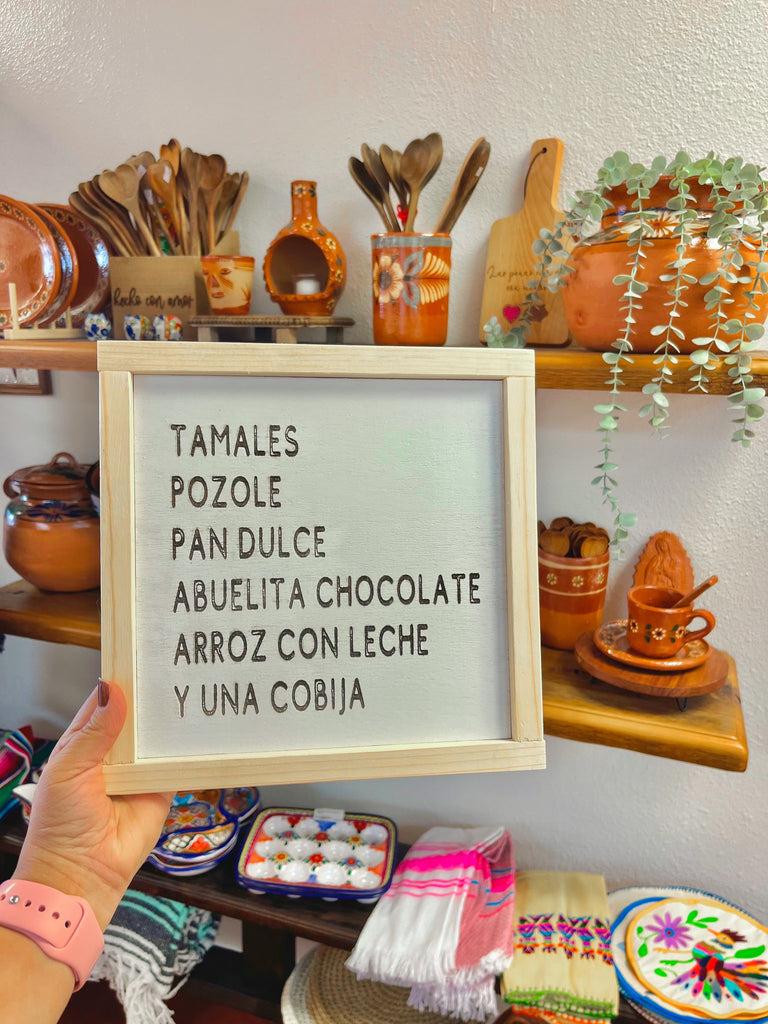 hecho con amor
TAMALES
POZOLE
PAN DULCE
ABUELITA CHOCOLATE
ARROZ CON LECHE
Y UNA COBIJA